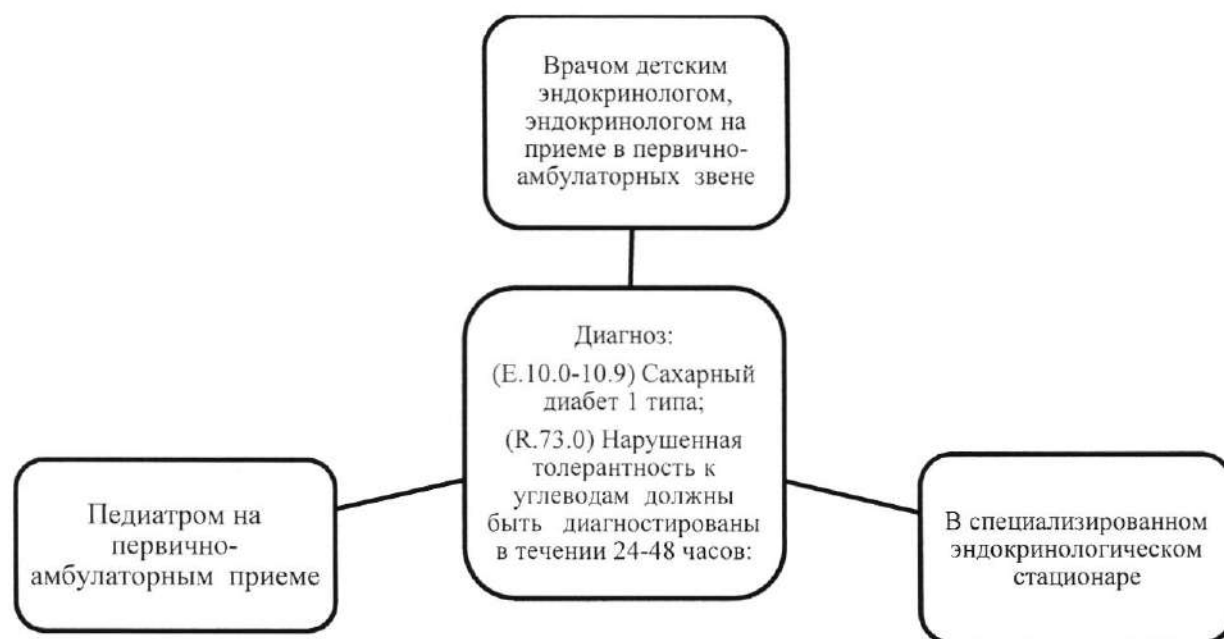 Врачом детским
эндокринологом,
эндокринологом на
приеме в первично-
амбулаторных звене
Диагноз:
(Е.10.0-10.9) Сахарный
диабет 1 типа;
(R.73.0) Нарушенная
толерантность к
углеводам должны
быть диагностированы
в течении 24-48 часов:
Педиатром на
первично-
амбулаторным приеме
В специализированном
эндокринологическом
стационаре